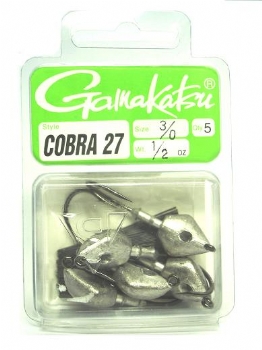 Gamakatsu®
Style
COBRA 27
Size 3/0
Qty 5
Wt. 1/2 oz